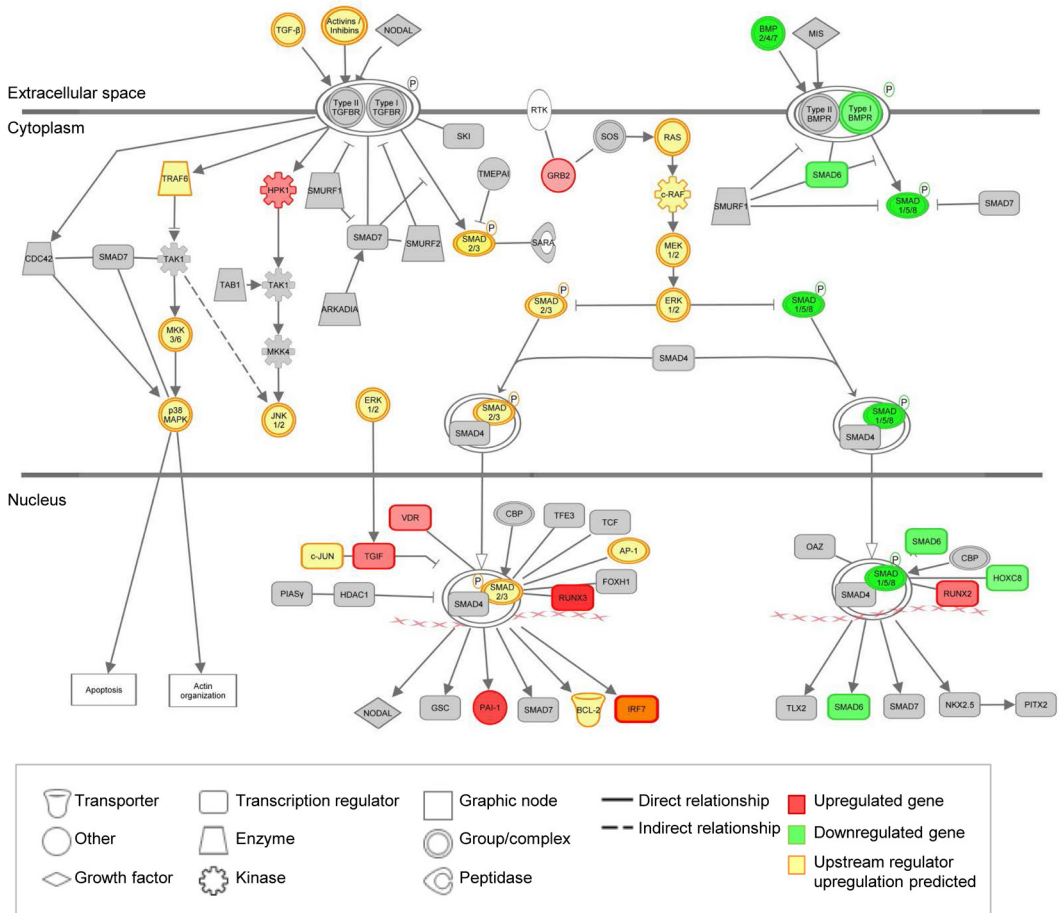 TGF-β
Activins /
Inhibins
NODAL
BMP
2/4/7
MIS
P
Type II
TGFBR
Type I
TGFBR
P
Type II
BMPR
Type I
BMPR
Extracellular space
Cytoplasm
RTK
SKI
SOS
RAS
TRAF6
HPK1
SMURF1
TMEPAI
GRB2
c-RAF
SMAD6
SMURF1
P
SMAD
1/5/8
SMAD7
CDC42
SMAD7
TAK1
SMAD7
SMURF2
P
SMAD
2/3
SARA
MEK
1/2
TAB1
TAK1
ARKADIA
P
SMAD
2/3
ERK
1/2
P
SMAD
1/5/8
MKK
3/6
MKK4
SMAD4
p38
MAPK
JNK
1/2
ERK
1/2
P
SMAD
2/3
SMAD4
P
SMAD
1/5/8
SMAD4
Nucleus
VDR
CBP
TFE3
TCF
c-JUN
TGIF
AP-1
OAZ
SMAD6
CBP
PIASγ
HDAC1
P
SMAD
2/3
SMAD4
FOXH1
RUNX3
P
SMAD
1/5/8
SMAD4
HOXC8
RUNX2
Apoptosis
Actin
organization
NODAL
GSC
PAI-1
SMAD7
BCL-2
IRF7
TLX2
SMAD6
SMAD7
NKX2.5
PITX2
Transporter
Transcription regulator
Graphic node
Direct relationship
Upregulated gene
Other
Enzyme
Group/complex
Indirect relationship
Downregulated gene
Growth factor
Kinase
Peptidase
Upstream regulator
upregulation predicted